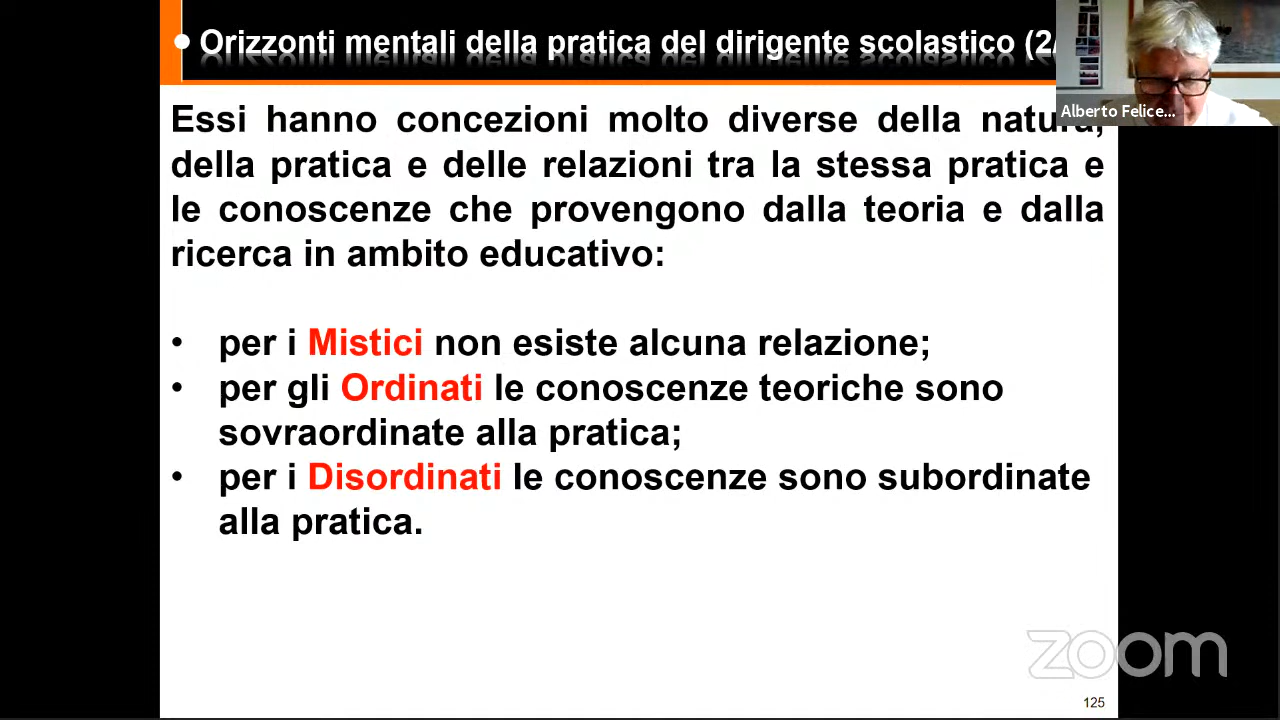 • Orizzonti mentali della pratica del dirigente scolastico (2/
Alberto Felice...
Essi hanno concezioni molto diverse della natura,
della pratica e delle relazioni tra la stessa pratica e
le conoscenze che provengono dalla teoria e dalla
ricerca in ambito educativo:
• per i Mistici non esiste alcuna relazione;
• per gli Ordinati le conoscenze teoriche sono
sovraordinate alla pratica;
• per i Disordinati le conoscenze sono subordinate
alla pratica.
zoom
125